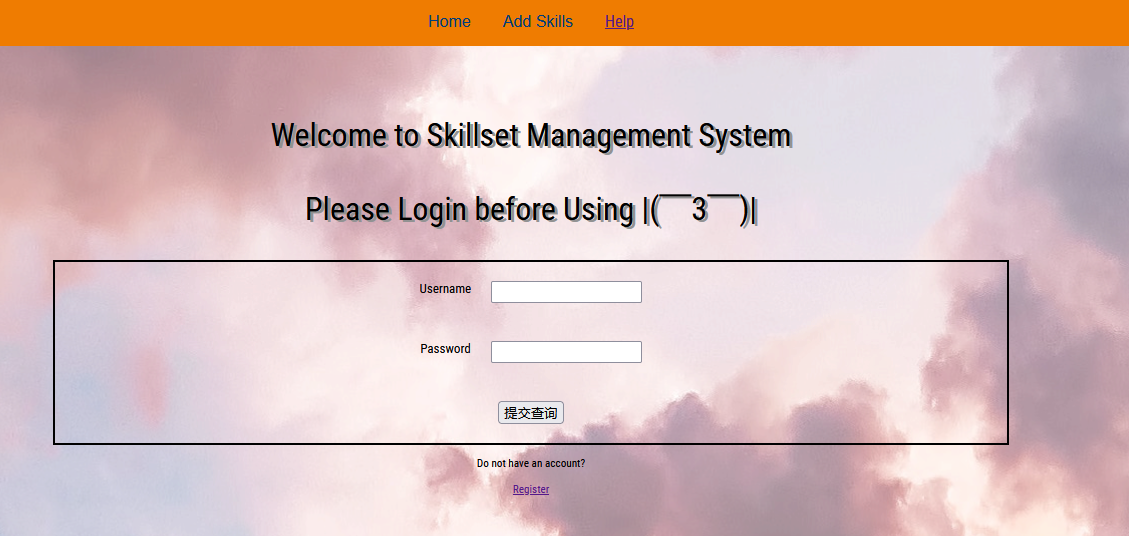 Home Add Skills Help
Welcome to Skillset Management System
Please Login before Using |(￣3￣)|
Username
Password
提交查询
Do not have an account?
Register